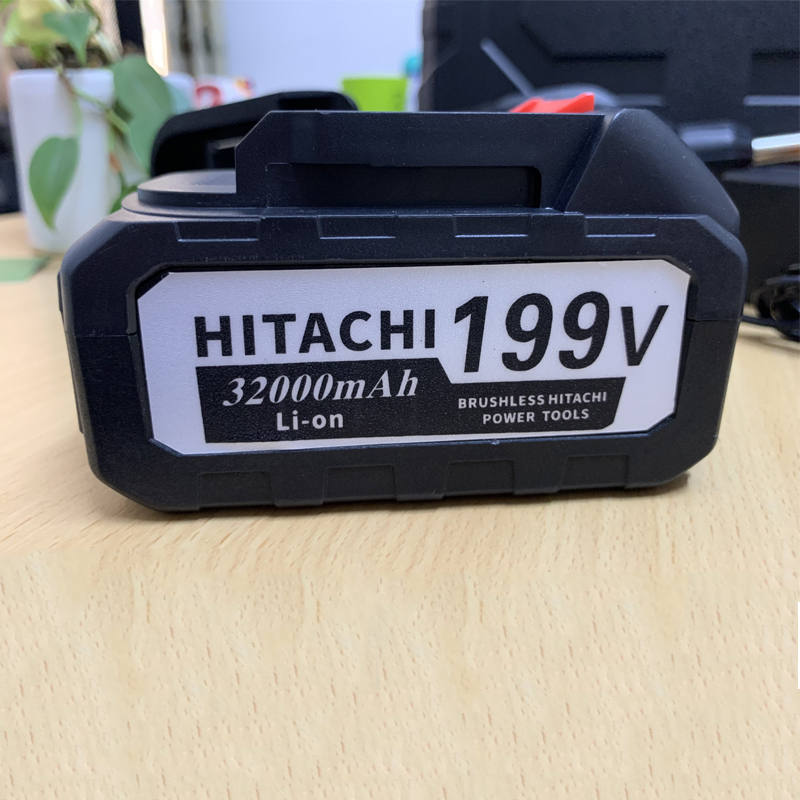 HITACHI 199V
32000mAh
Li-on
BRUSHLESS HITACHI
POWER TOOLS